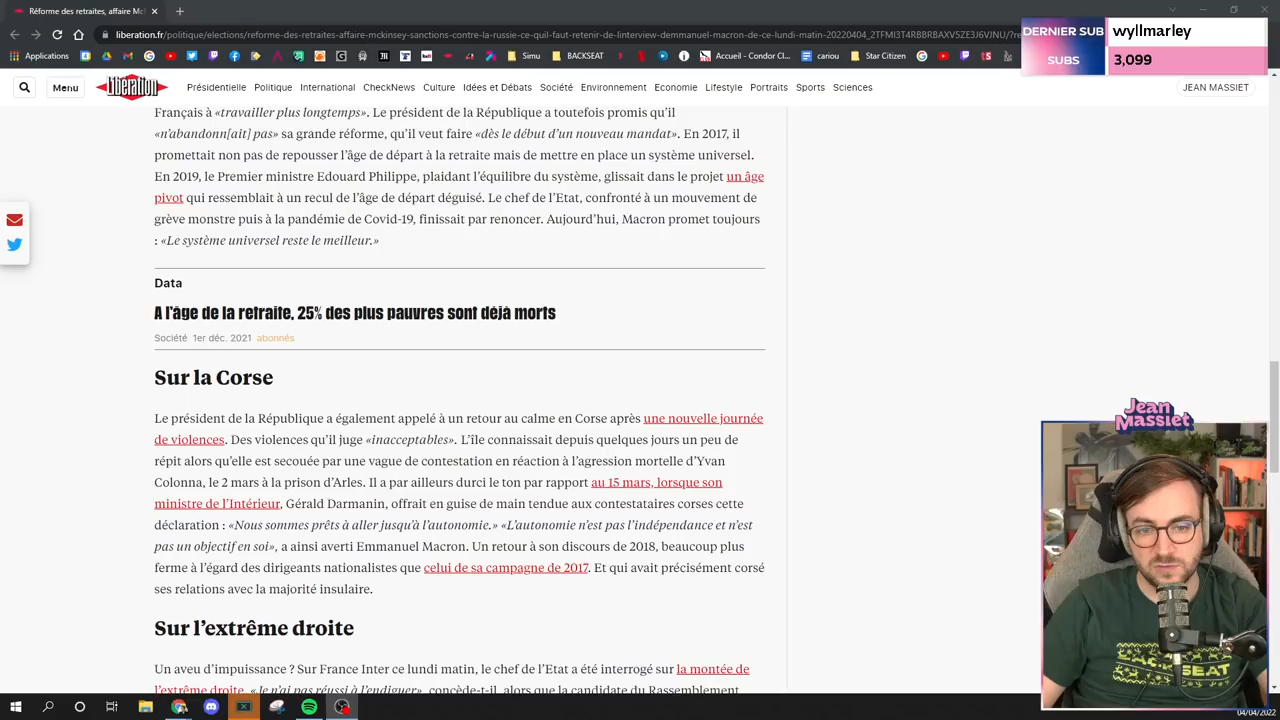 Réforme des retraites, affaire Mc
liberation.fr/politique/elections/reforme-des-retraites-affaire-mckinsey-sanctions-contre-la-russie-ce-quil-faut-retenir-de-linterview-demmanuel-macron-de-ce-lundi-matin-20220404_2TFMI3T4RBBRBAXV5ZE3J6VJNU/?re
Applications
Simu
BACKSEAT
Accueil - Condor Cl...
cariou
Star Citizen
DERNIER SUB
wyllmarley
SUBS
3,099
Menu
Libération
Présidentielle
Politique
International
CheckNews
Culture
Idées et Débats
Société
Environnement
Economie
Lifestyle
Portraits
Sports
Sciences
JEAN MASSIET
Français à «travailler plus longtemps». Le président de la République a toutefois promis qu’il
«n’abandonn[ait] pas» sa grande réforme, qu’il veut faire «dès le début d’un nouveau mandat». En 2017, il
promettait non pas de repousser l’âge de départ à la retraite mais de mettre en place un système universel.
En 2019, le Premier ministre Edouard Philippe, plaidant l’équilibre du système, glissait dans le projet un âge
pivot qui ressemblait à un recul de l’âge de départ déguisé. Le chef de l’Etat, confronté à un mouvement de
grève monstre puis à la pandémie de Covid-19, finissait par renoncer. Aujourd’hui, Macron promet toujours
: «Le système universel reste le meilleur.»
Data
A l’âge de la retraite, 25% des plus pauvres sont déjà morts
Société 1er déc. 2021 abonnés
Sur la Corse
Le président de la République a également appelé à un retour au calme en Corse après une nouvelle journée
de violences. Des violences qu’il juge «inacceptables». L’île connaissait depuis quelques jours un peu de
répit alors qu’elle est secouée par une vague de contestation en réaction à l’agression mortelle d’Yvan
Colonna, le 2 mars à la prison d’Arles. Il a par ailleurs durci le ton par rapport au 15 mars, lorsque son
ministre de l’Intérieur, Gérald Darmanin, offrait en guise de main tendue aux contestataires corses cette
déclaration : «Nous sommes prêts à aller jusqu’à l’autonomie.» «L’autonomie n’est pas l’indépendance et n’est
pas un objectif en soi», a ainsi averti Emmanuel Macron. Un retour à son discours de 2018, beaucoup plus
ferme à l’égard des dirigeants nationalistes que celui de sa campagne de 2017. Et qui avait précisément corsé
ses relations avec la majorité insulaire.
Sur l’extrême droite
Un aveu d’impuissance ? Sur France Inter ce lundi matin, le chef de l’Etat a été interrogé sur la montée de
l’extrême droite. «Je n’ai pas réussi à l’endiguer», concède-t-il, alors que la candidate du Rassemblement
Jean
Massiet
BACKSEAT
04/04/2022